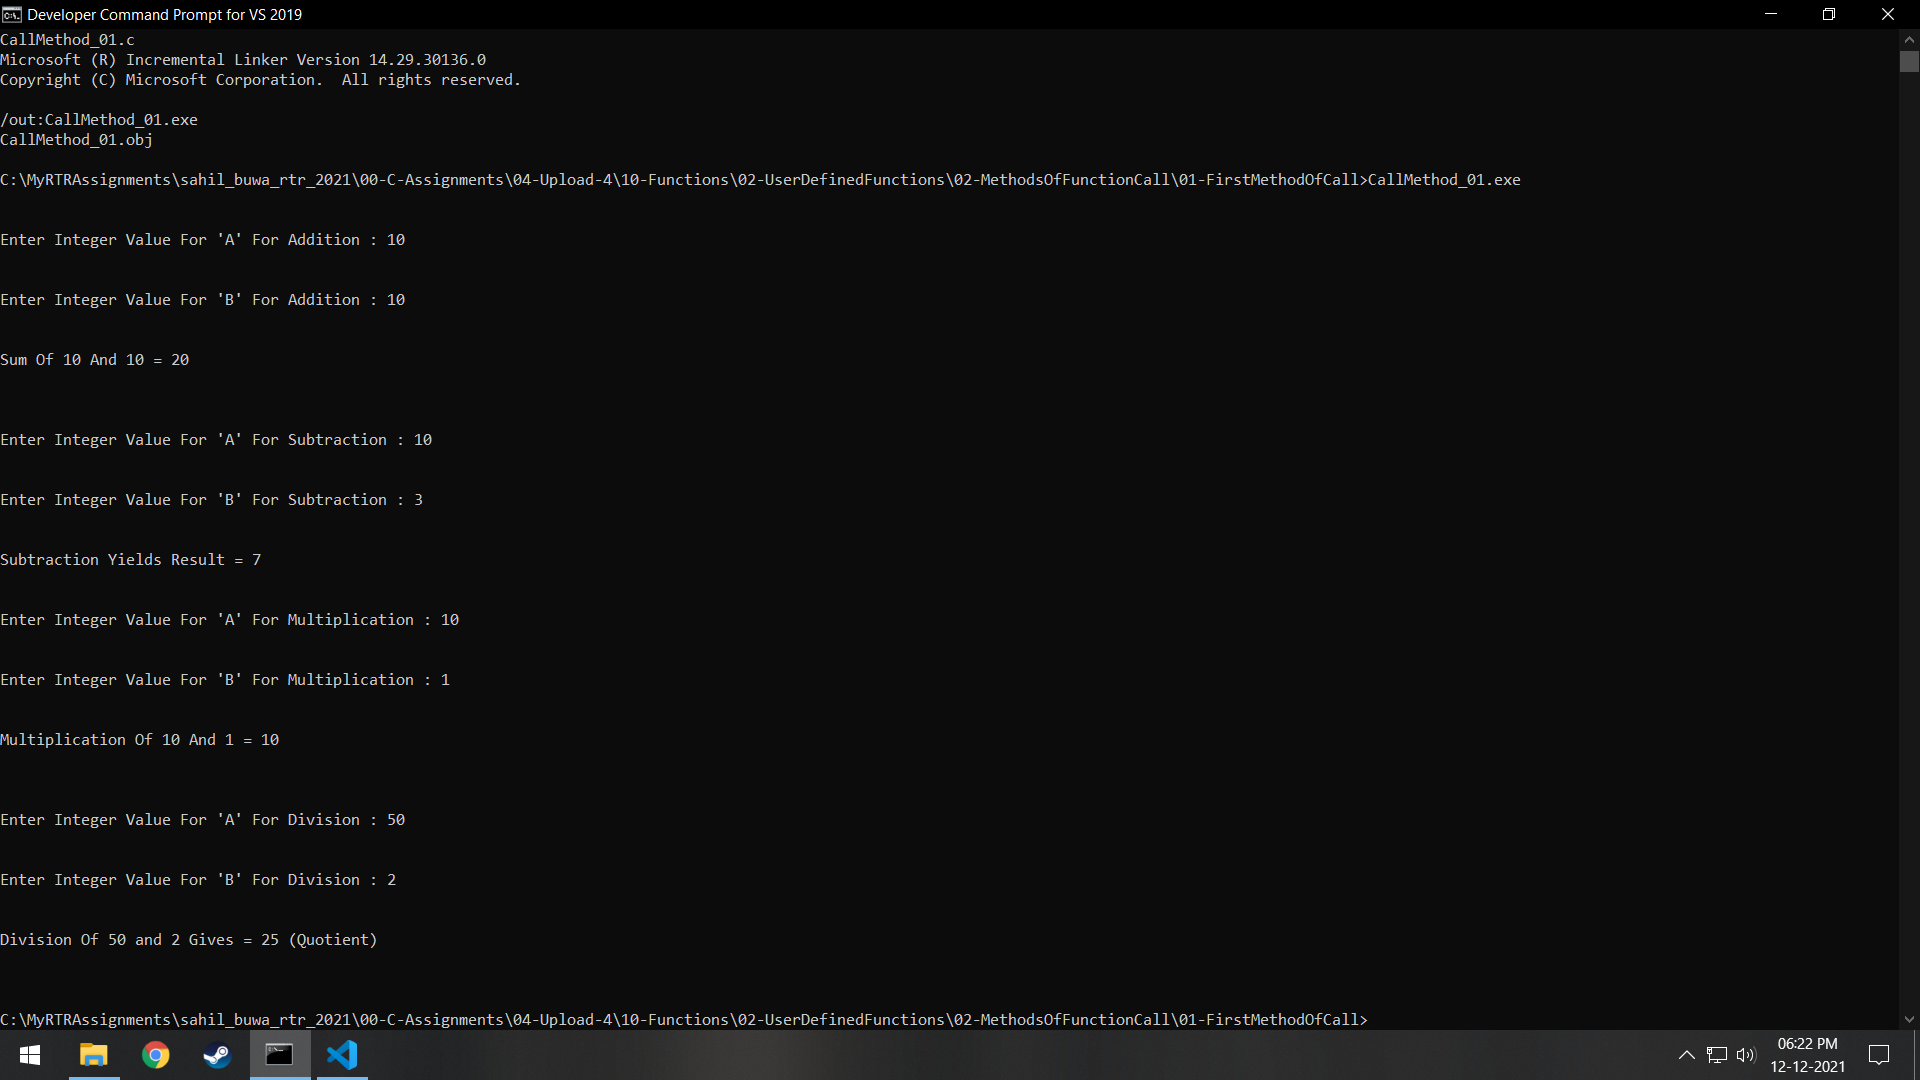 Developer Command Prompt for VS 2019
CallMethod_01.c
Microsoft (R) Incremental Linker Version 14.29.30136.0
Copyright (C) Microsoft Corporation.  All rights reserved.
/out:CallMethod_01.exe
CallMethod_01.obj
C:\MyRTRAssignments\sahil_buwa_rtr_2021\00-C-Assignments\04-Upload-4\10-Functions\02-UserDefinedFunctions\02-MethodsOfFunctionCall\01-FirstMethodOfCall>CallMethod_01.exe
Enter Integer Value For 'A' For Addition : 10
Enter Integer Value For 'B' For Addition : 10
Sum Of 10 And 10 = 20
Enter Integer Value For 'A' For Subtraction : 10
Enter Integer Value For 'B' For Subtraction : 3
Subtraction Yields Result = 7
Enter Integer Value For 'A' For Multiplication : 10
Enter Integer Value For 'B' For Multiplication : 1
Multiplication Of 10 And 1 = 10
Enter Integer Value For 'A' For Division : 50
Enter Integer Value For 'B' For Division : 2
Division Of 50 and 2 Gives = 25 (Quotient)
C:\MyRTRAssignments\sahil_buwa_rtr_2021\00-C-Assignments\04-Upload-4\10-Functions\02-UserDefinedFunctions\02-MethodsOfFunctionCall\01-FirstMethodOfCall>
06:22 PM
12-12-2021